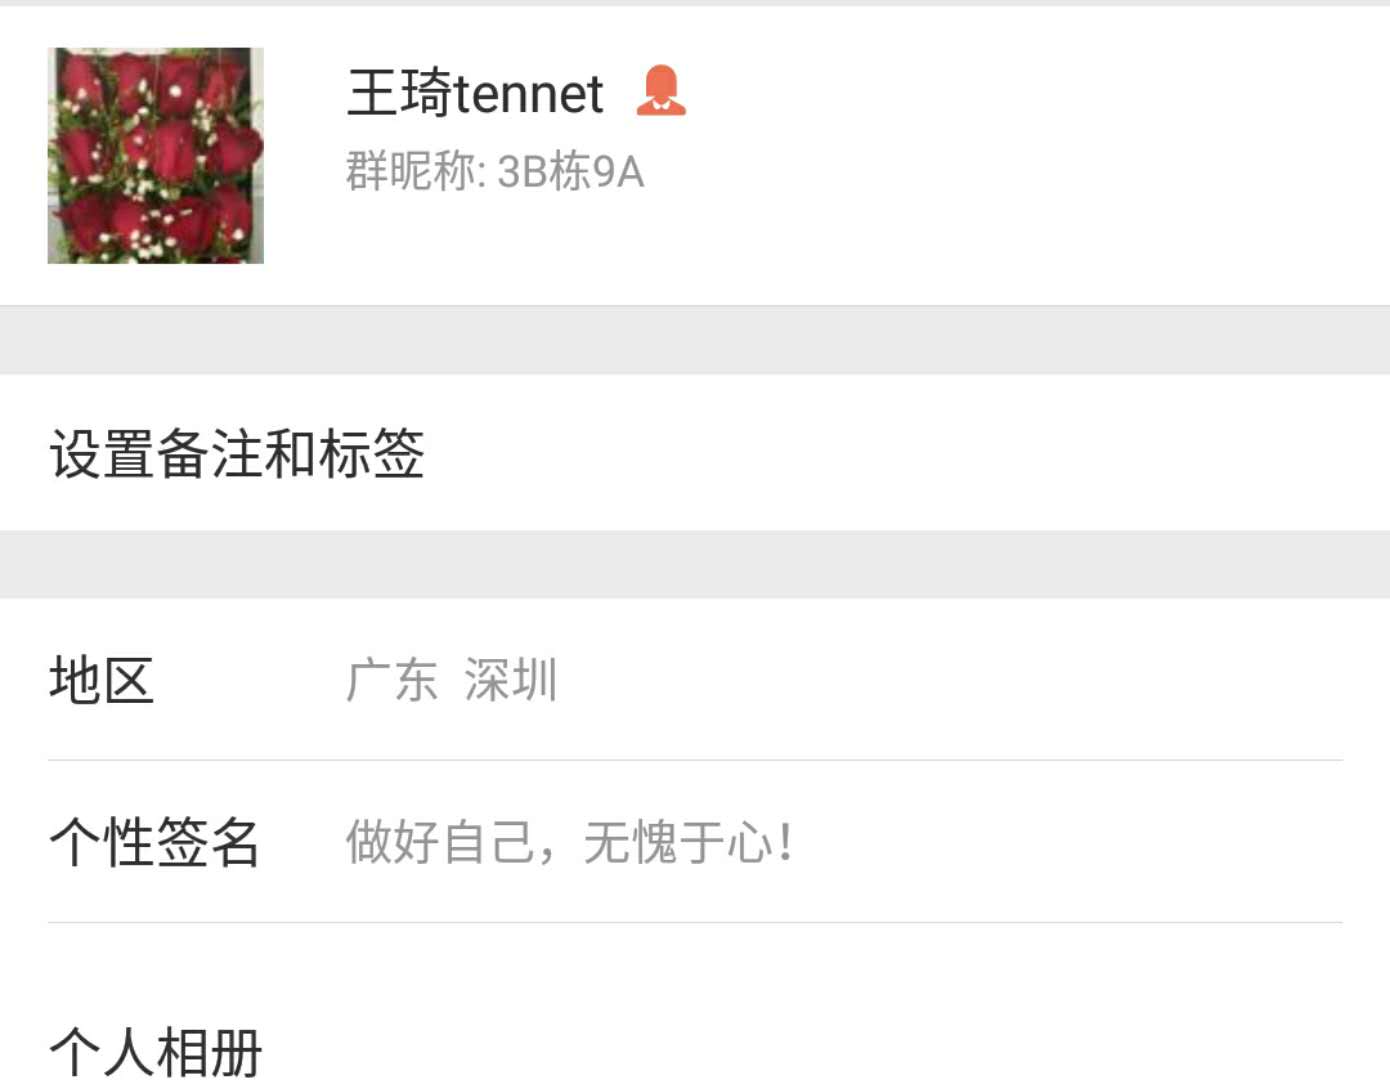 王琦tennet
群昵称: 3B栋9A
设置备注和标签
地区 广东 深圳
个性签名 做好自己，无愧于心！
个人相册